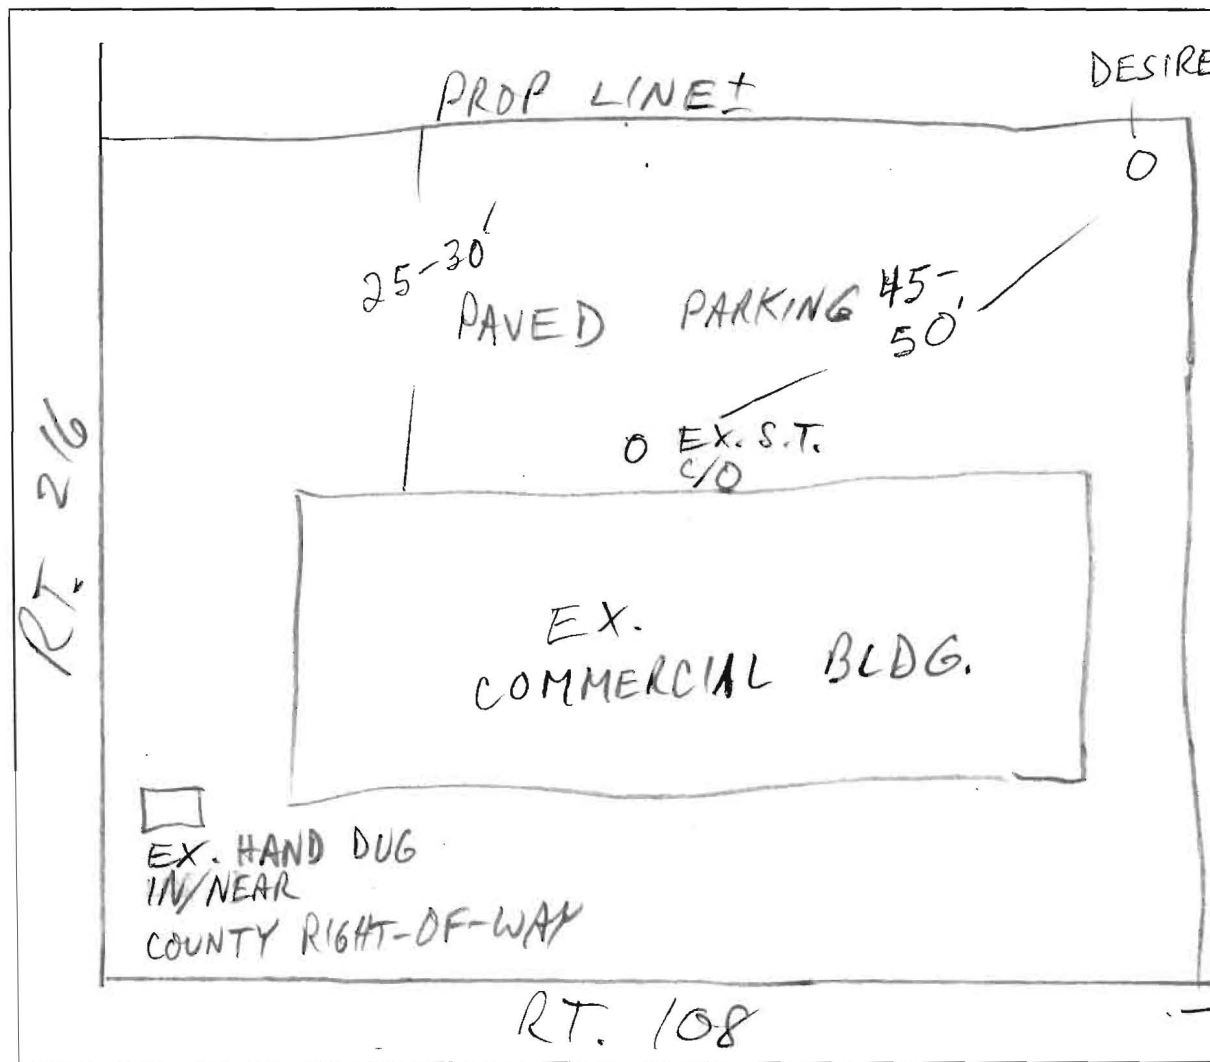 PROP LINE±
DESIRE
25-30'
PAVED PARKING
45-
50'
RT. 216
O EX. S.T.
C/O
EX.
COMMERCIAL BLDG.
EX. HAND DUG
IN/NEAR
COUNTY RIGHT-OF-WAY
RT. 108